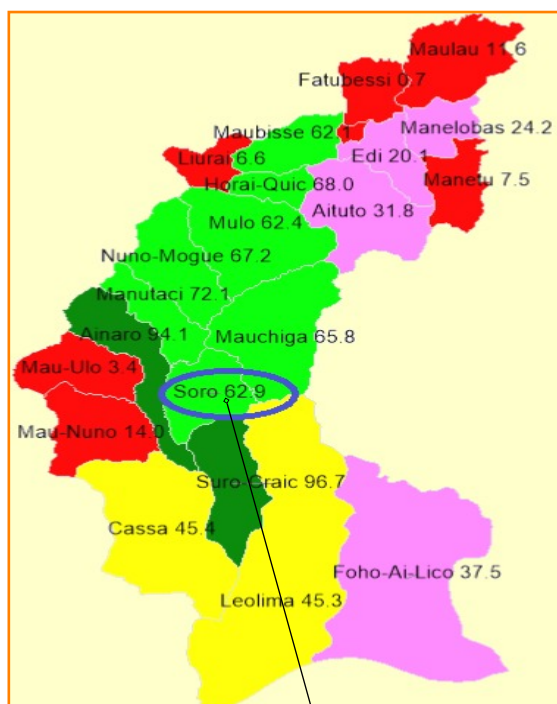 Maulau 11.6
Fatubessi 0.7
Maubisse 62.1
Manelobas 24.2
Liurai 6.6
Edi 20.1
Horai-Quic 68.0
Manetu 7.5
Aituto 31.8
Mulo 62.4
Nuno-Mogue 67.2
Manutaci 72.1
Ainaro 94.1
Mauchiga 65.8
Mau-Ulo 3.4
Soro 62.9
Mau-Nuno 14.0
Suro-Craic 96.7
Cassa 45.4
Foho-Ai-Lico 37.5
Leolima 45.3